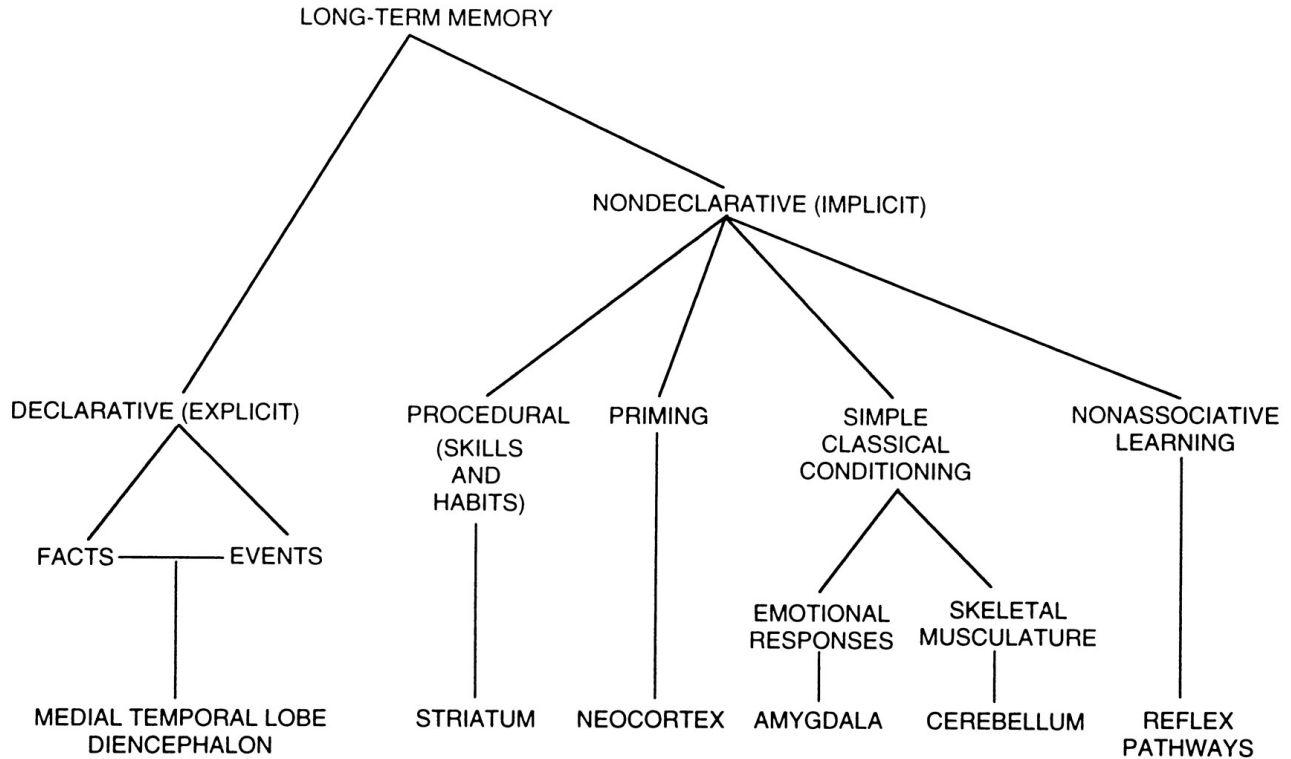 LONG-TERM MEMORY
NONDECLARATIVE (IMPLICIT)
DECLARATIVE (EXPLICIT)
PROCEDURAL
(SKILLS
AND
HABITS)
PRIMING
SIMPLE
CLASSICAL
CONDITIONING
NONASSOCIATIVE
LEARNING
FACTS
EVENTS
EMOTIONAL
RESPONSES
SKELETAL
MUSCULATURE
MEDIAL TEMPORAL LOBE
DIENCEPHALON
STRIATUM
NEOCORTEX
AMYGDALA
CEREBELLUM
REFLEX
PATHWAYS